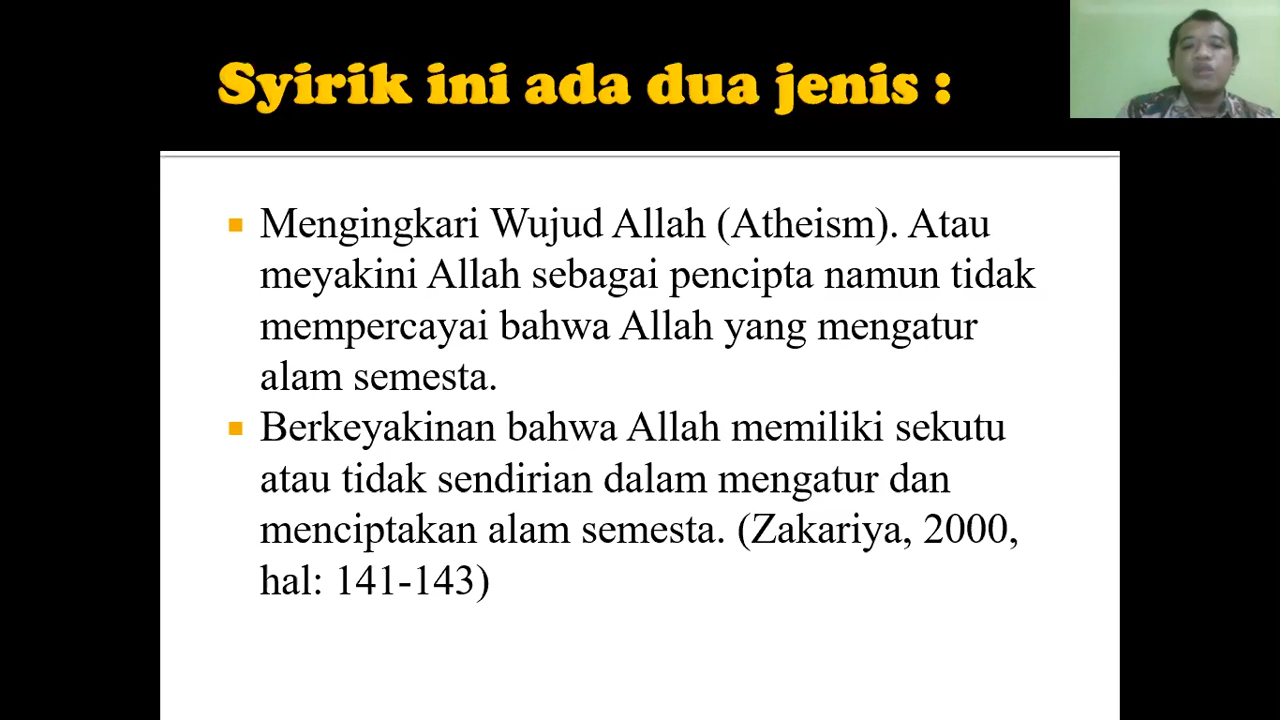 Syirik ini ada dua jenis :
Mengingkari Wujud Allah (Atheism). Atau
meyakini Allah sebagai pencipta namun tidak
mempercayai bahwa Allah yang mengatur
alam semesta.
Berkeyakinan bahwa Allah memiliki sekutu
atau tidak sendirian dalam mengatur dan
menciptakan alam semesta. (Zakariya, 2000,
hal: 141-143)